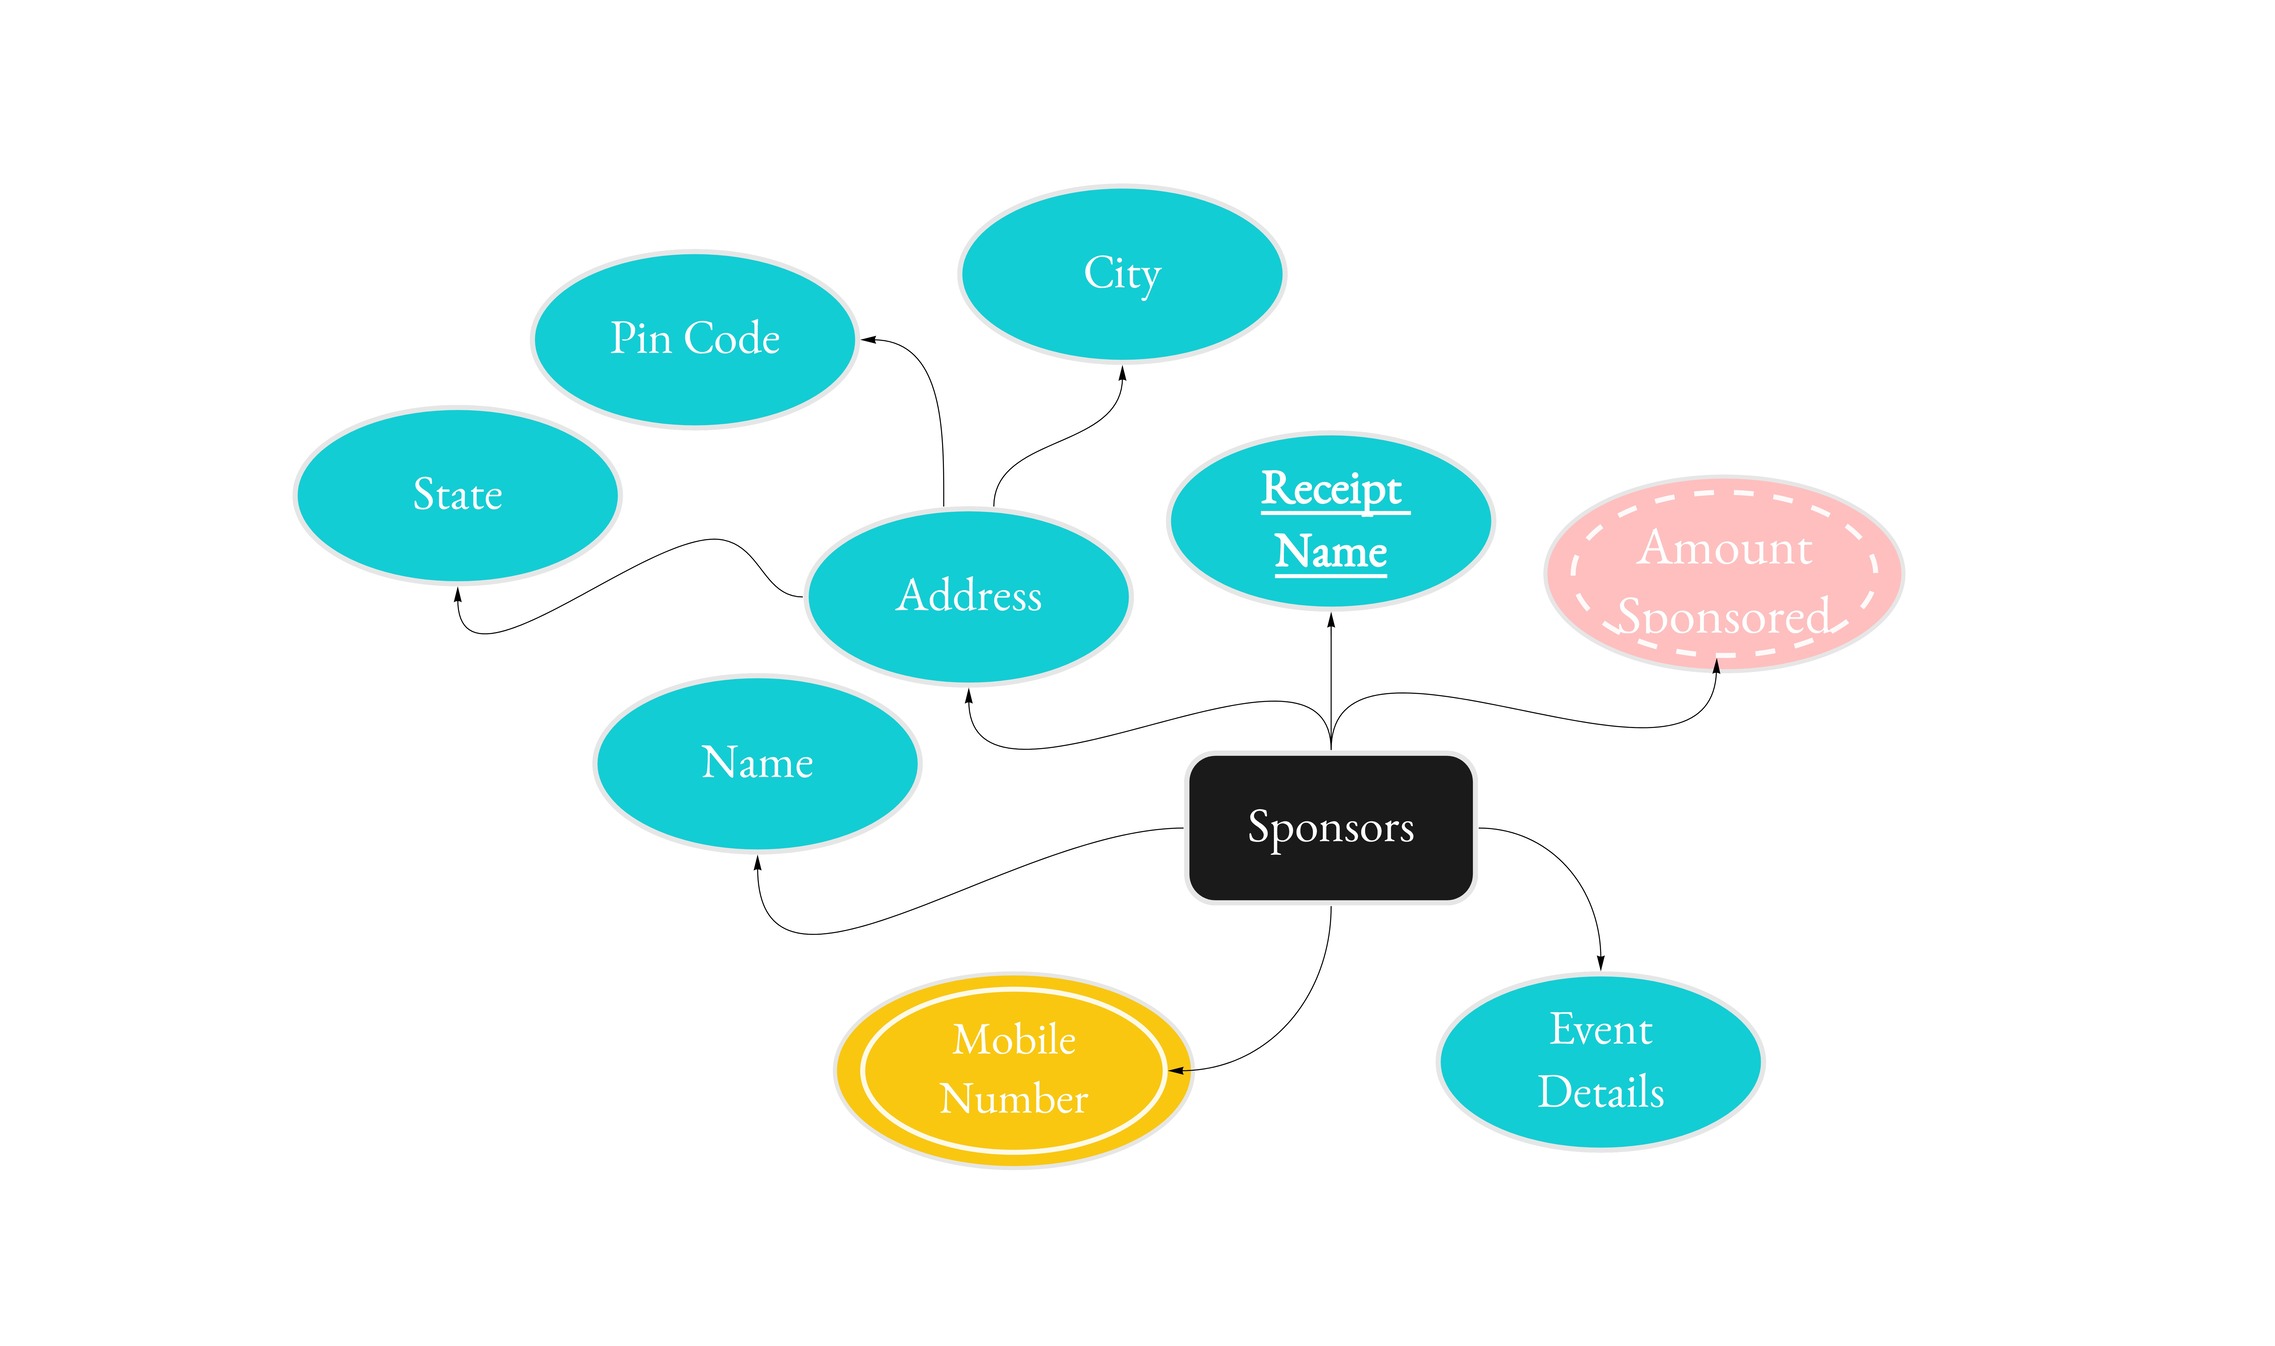 City
Pin Code
State
Receipt
Name
Amount
Sponsored
Address
Name
Sponsors
Mobile
Number
Event
Details